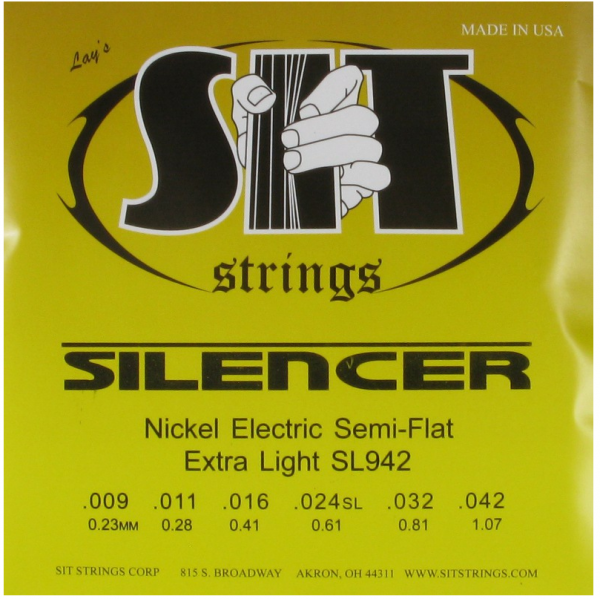 MADE IN USA
Lay's
SIT
strings
SILENCER
Nickel Electric Semi-Flat
Extra Light SL942
.009 .011 .016 .024SL .032 .042
0.23MM 0.28 0.41 0.61 0.81 1.07
SIT STRINGS CORP 815 S. BROADWAY AKRON, OH 44311 WWW.SITSTRINGS.COM